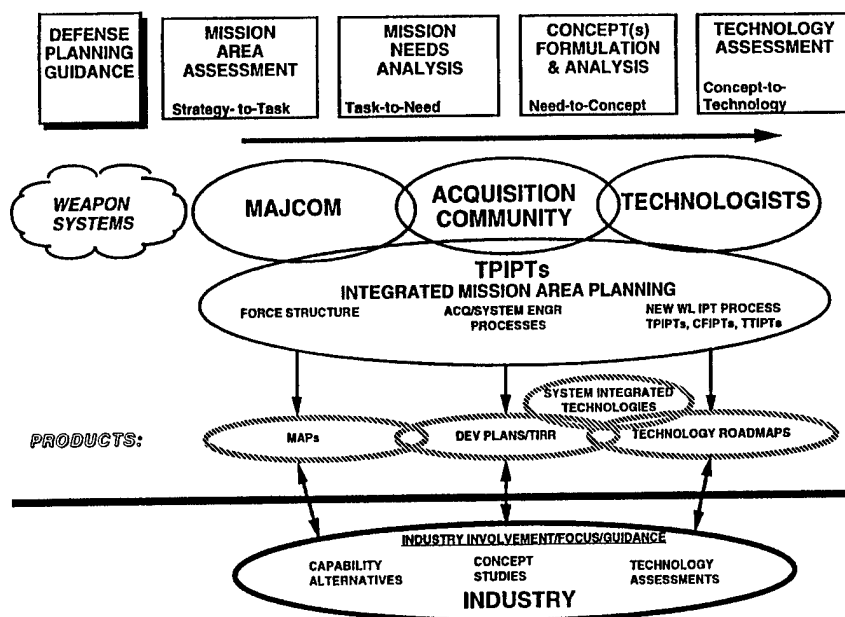 DEFENSE
PLANNING
GUIDANCE
MISSION
AREA
ASSESSMENT
Strategy- to-Task
MISSION
NEEDS
ANALYSIS
Task-to-Need
CONCEPT(s)
FORMULATION
& ANALYSIS
Need-to-Concept
TECHNOLOGY
ASSESSMENT
Concept-to-
Technology
WEAPON
SYSTEMS
MAJCOM
ACQUISITION
COMMUNITY
TECHNOLOGISTS
TPIPTs
INTEGRATED MISSION AREA PLANNING
FORCE STRUCTURE
ACQ/SYSTEM ENGR
PROCESSES
NEW WL IPT PROCESS
TPIPTs, CFIPTs, TTIPTs
SYSTEM INTEGRATED
TECHNOLOGIES
PRODUCTS:
MAPs
DEV PLANS/TIRR
TECHNOLOGY ROADMAPS
INDUSTRY INVOLVEMENT/FOCUS/GUIDANCE
CAPABILITY
ALTERNATIVES
CONCEPT
STUDIES
TECHNOLOGY
ASSESSMENTS
INDUSTRY